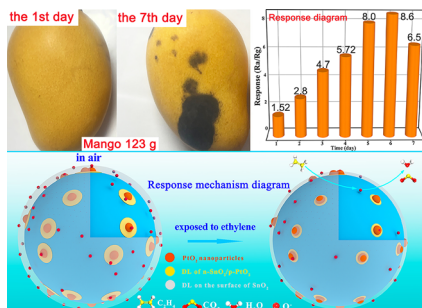 the 1st day
the 7th day
Mango 123 g
Response diagram
Response (Ra/Rg)
1.52
2.8
4.7
5.72
8.0
8.6
6.5
1 2 3 4 5 6 7
Time (day)
in air
Response mechanism diagram
exposed to ethylene
PtO₂ nanoparticles
DL of n-SnO₂/p-PtO₂
DL on the surface of SnO₂
C₂H₄ CO₂ H₂O O⁻